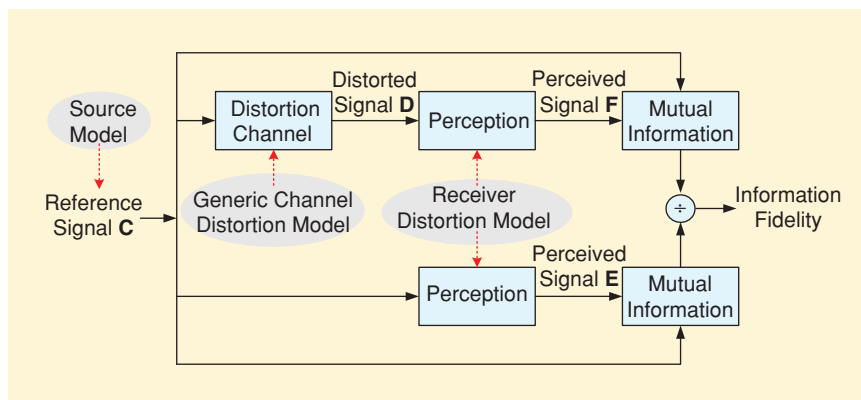 Source
Model
Reference
Signal C
Distortion
Channel
Distorted
Signal D
Perception
Perceived
Signal F
Mutual
Information
Generic Channel
Distortion Model
Receiver
Distortion Model
÷
Information
Fidelity
Perception
Perceived
Signal E
Mutual
Information